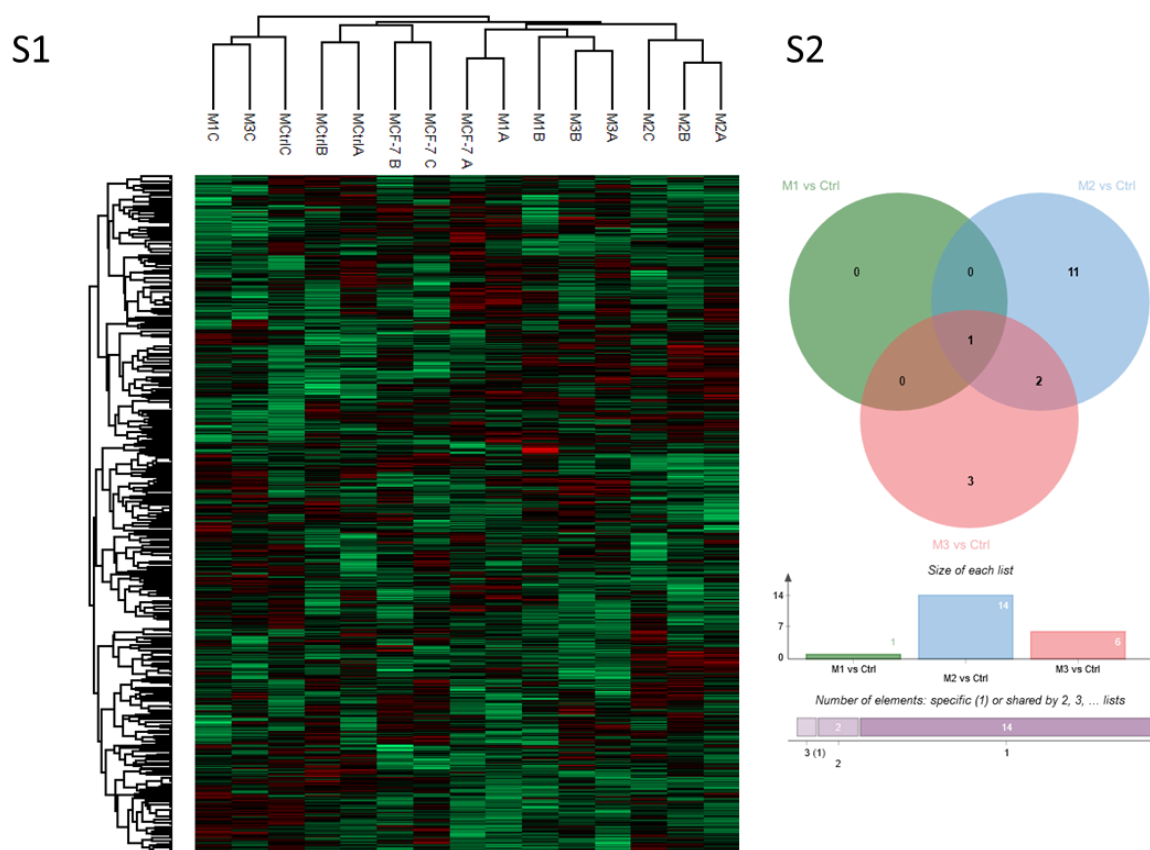 S1
S2
M1C
M3C
MCtrlC
MCtrlB
MCtrlA
MCF-7 B
MCF-7 C
MCF-7 A
M1A
M1B
M3B
M3A
M2C
M2B
M2A
M1 vs Ctrl
M2 vs Ctrl
0
0
11
1
0
2
3
M3 vs Ctrl
Size of each list
14
7
0
1
14
6
M1 vs Ctrl
M2 vs Ctrl
M3 vs Ctrl
Number of elements: specific (1) or shared by 2, 3, ... lists
2
14
3 (1)
2
1